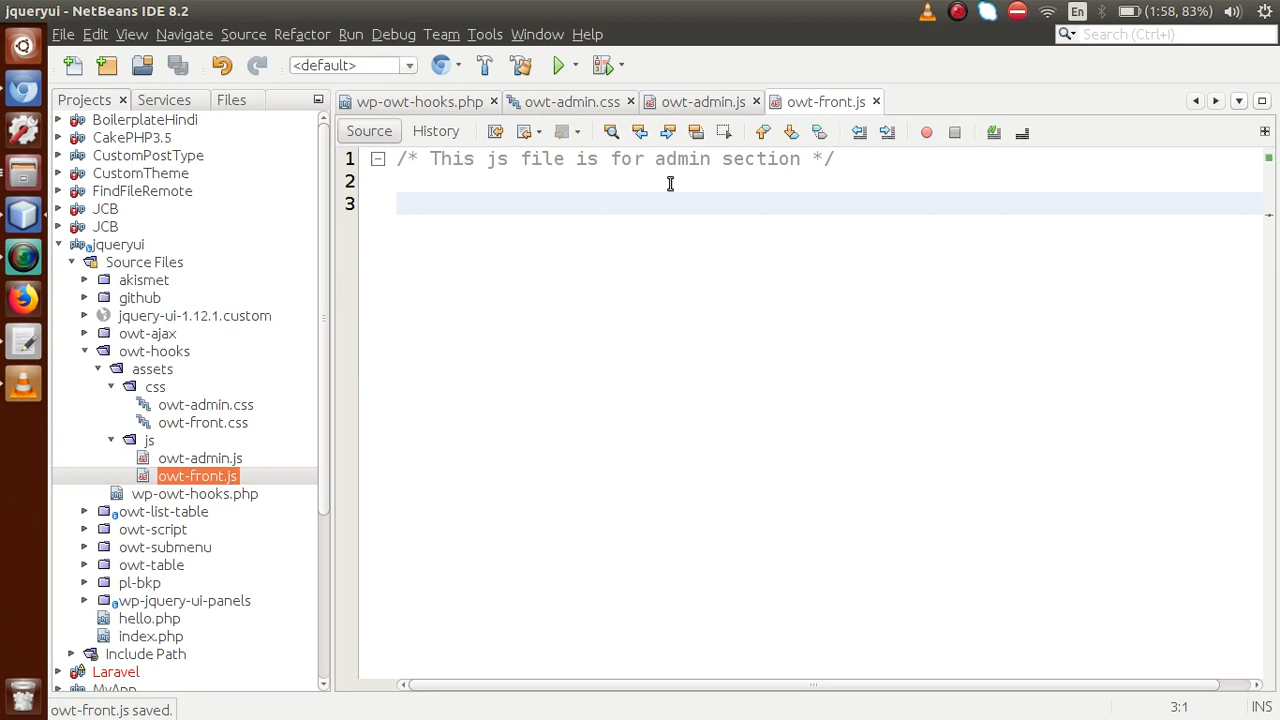 jqueryui - NetBeans IDE 8.2
En
(1:58, 83%)
File Edit View Navigate Source Refactor Run Debug Team Tools Window Help
Search (Ctrl+I)
<default>
Projects Services Files
wp-owt-hooks.php owt-admin.css owt-admin.js owt-front.js
Source History
BoilerplateHindi
CakePHP3.5
CustomPostType
CustomTheme
FindFileRemote
JCB
JCB
jqueryui
Source Files
akismet
github
jquery-ui-1.12.1.custom
owt-ajax
owt-hooks
assets
css
owt-admin.css
owt-front.css
js
owt-admin.js
owt-front.js
wp-owt-hooks.php
owt-list-table
owt-script
owt-submenu
owt-table
pl-bkp
wp-jquery-ui-panels
hello.php
index.php
Include Path
Laravel
MyApp
1 /* This js file is for admin section */
2
3
owt-front.js saved.
3:1
INS